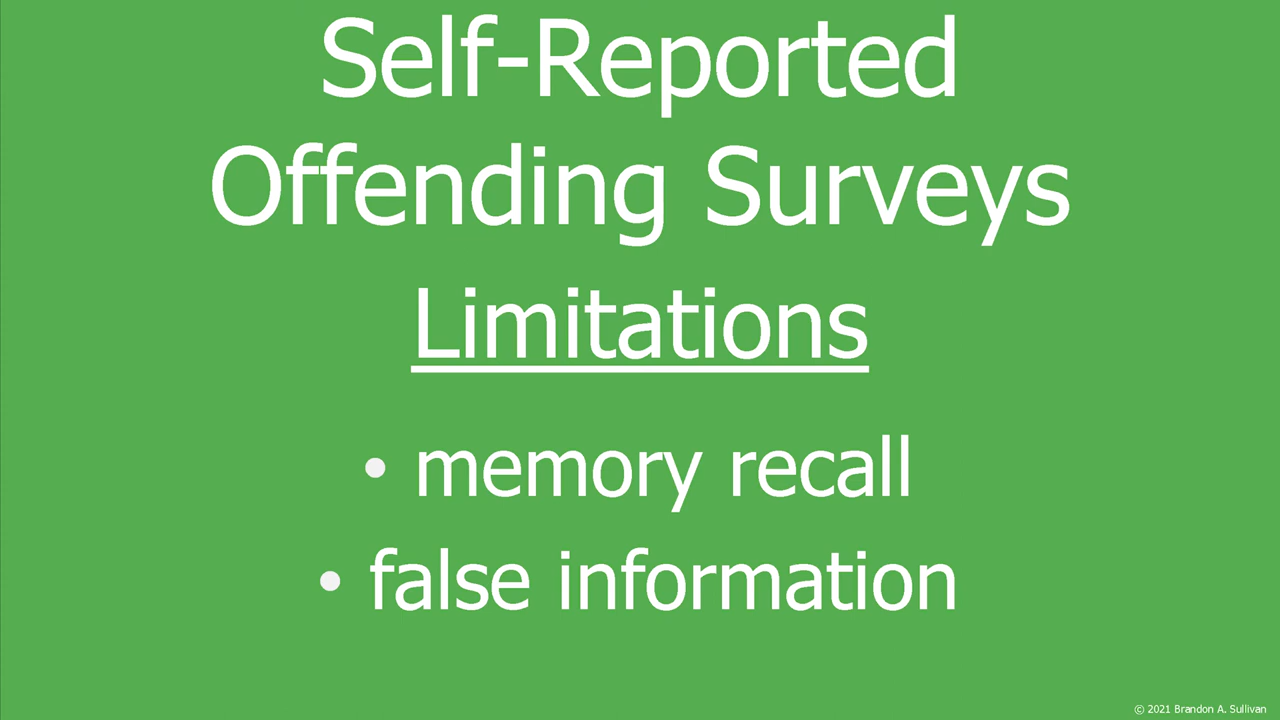 Self-Reported
Offending Surveys
Limitations
• memory recall
• false information
© 2021 Brandon A. Sullivan